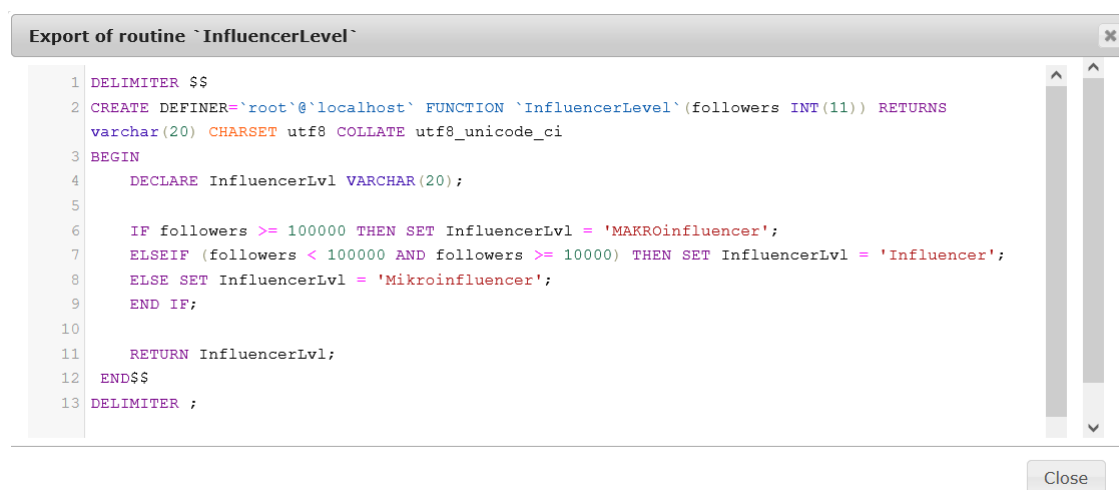 Export of routine `InfluencerLevel`
1 DELIMITER $$
2 CREATE DEFINER=`root`@`localhost` FUNCTION `InfluencerLevel`(followers INT(11)) RETURNS
varchar(20) CHARSET utf8 COLLATE utf8_unicode_ci
3 BEGIN
4     DECLARE InfluencerLvl VARCHAR(20);
5
6     IF followers >= 100000 THEN SET InfluencerLvl = 'MAKROinfluencer';
7     ELSEIF (followers < 100000 AND followers >= 10000) THEN SET InfluencerLvl = 'Influencer';
8     ELSE SET InfluencerLvl = 'Mikroinfluencer';
9     END IF;
10
11     RETURN InfluencerLvl;
12  END$$
13 DELIMITER ;
Close